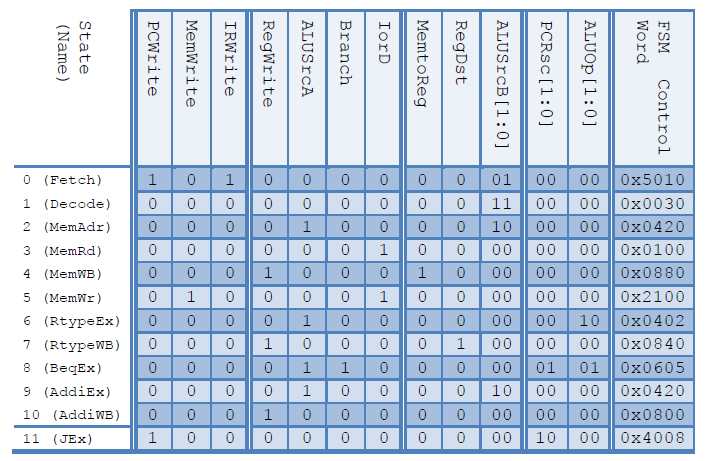 State (Name) PCWrite MemWrite IRWrite RegWrite ALUSrcA Branch IorD MemtoReg RegDst ALUSrcB[1:0] PCRsc[1:0] ALUOp[1:0] FSM Control Word
0 (Fetch) 1 0 1 0 0 0 0 0 0 01 00 00 0x5010
1 (Decode) 0 0 0 0 0 0 0 0 0 11 00 00 0x0030
2 (MemAdr) 0 0 0 0 1 0 0 0 0 10 00 00 0x0420
3 (MemRd) 0 0 0 0 0 0 1 0 0 00 00 00 0x0100
4 (MemWB) 0 0 0 1 0 0 0 1 0 00 00 00 0x0880
5 (MemWr) 0 1 0 0 0 0 1 0 0 00 00 00 0x2100
6 (RtypeEx) 0 0 0 0 1 0 0 0 0 00 00 10 0x0402
7 (RtypeWB) 0 0 0 1 0 0 0 0 1 00 00 00 0x0840
8 (BeqEx) 0 0 0 0 1 1 0 0 0 00 01 01 0x0605
9 (AddiEx) 0 0 0 0 1 0 0 0 0 10 00 00 0x0420
10 (AddiWB) 0 0 0 1 0 0 0 0 0 00 00 00 0x0800
11 (JEx) 1 0 0 0 0 0 0 0 0 00 10 00 0x4008